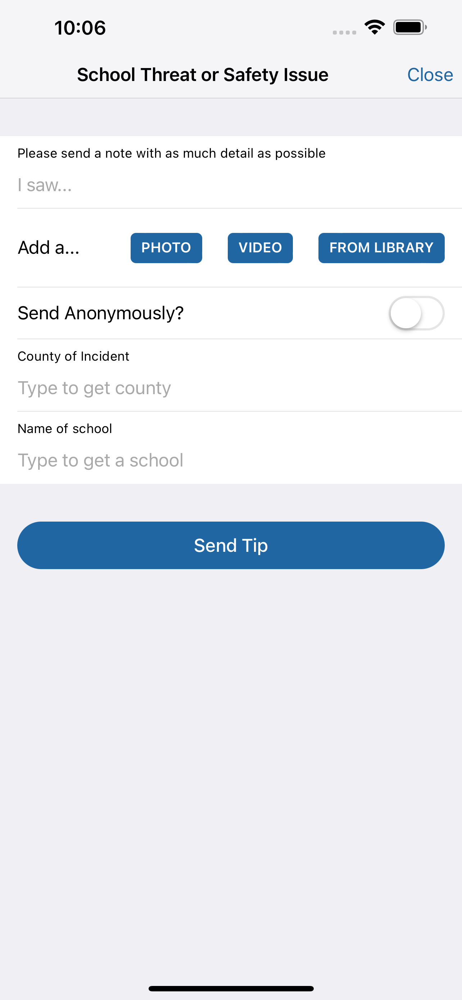 10:06
School Threat or Safety Issue Close
Please send a note with as much detail as possible
I saw...
Add a... PHOTO VIDEO FROM LIBRARY
Send Anonymously?
County of Incident
Type to get county
Name of school
Type to get a school
Send Tip